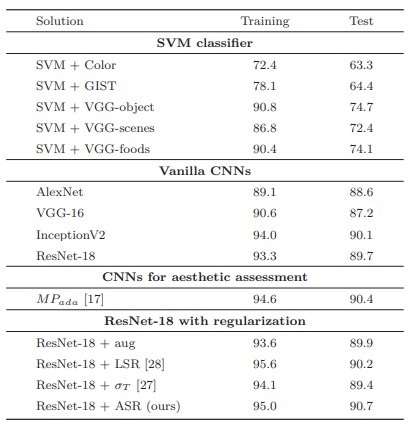 Solution Training Test
SVM classifier
SVM + Color 72.4 63.3
SVM + GIST 78.1 64.4
SVM + VGG-object 90.8 74.7
SVM + VGG-scenes 86.8 72.4
SVM + VGG-foods 90.4 74.1
Vanilla CNNs
AlexNet 89.1 88.6
VGG-16 90.6 87.2
InceptionV2 94.0 90.1
ResNet-18 93.3 89.7
CNNs for aesthetic assessment
MPada [17] 94.6 90.4
ResNet-18 with regularization
ResNet-18 + aug 93.6 89.9
ResNet-18 + LSR [28] 95.6 90.2
ResNet-18 + σT [27] 94.1 89.4
ResNet-18 + ASR (ours) 95.0 90.7